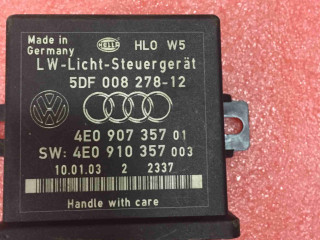 Made in
Germany
HELLA
HLO W5
LW-Licht-Steuergerät
5DF 008 278-12
4E0 907 357 01
SW: 4E0 910 357 003
10.01.03 2 2337
Handle with care